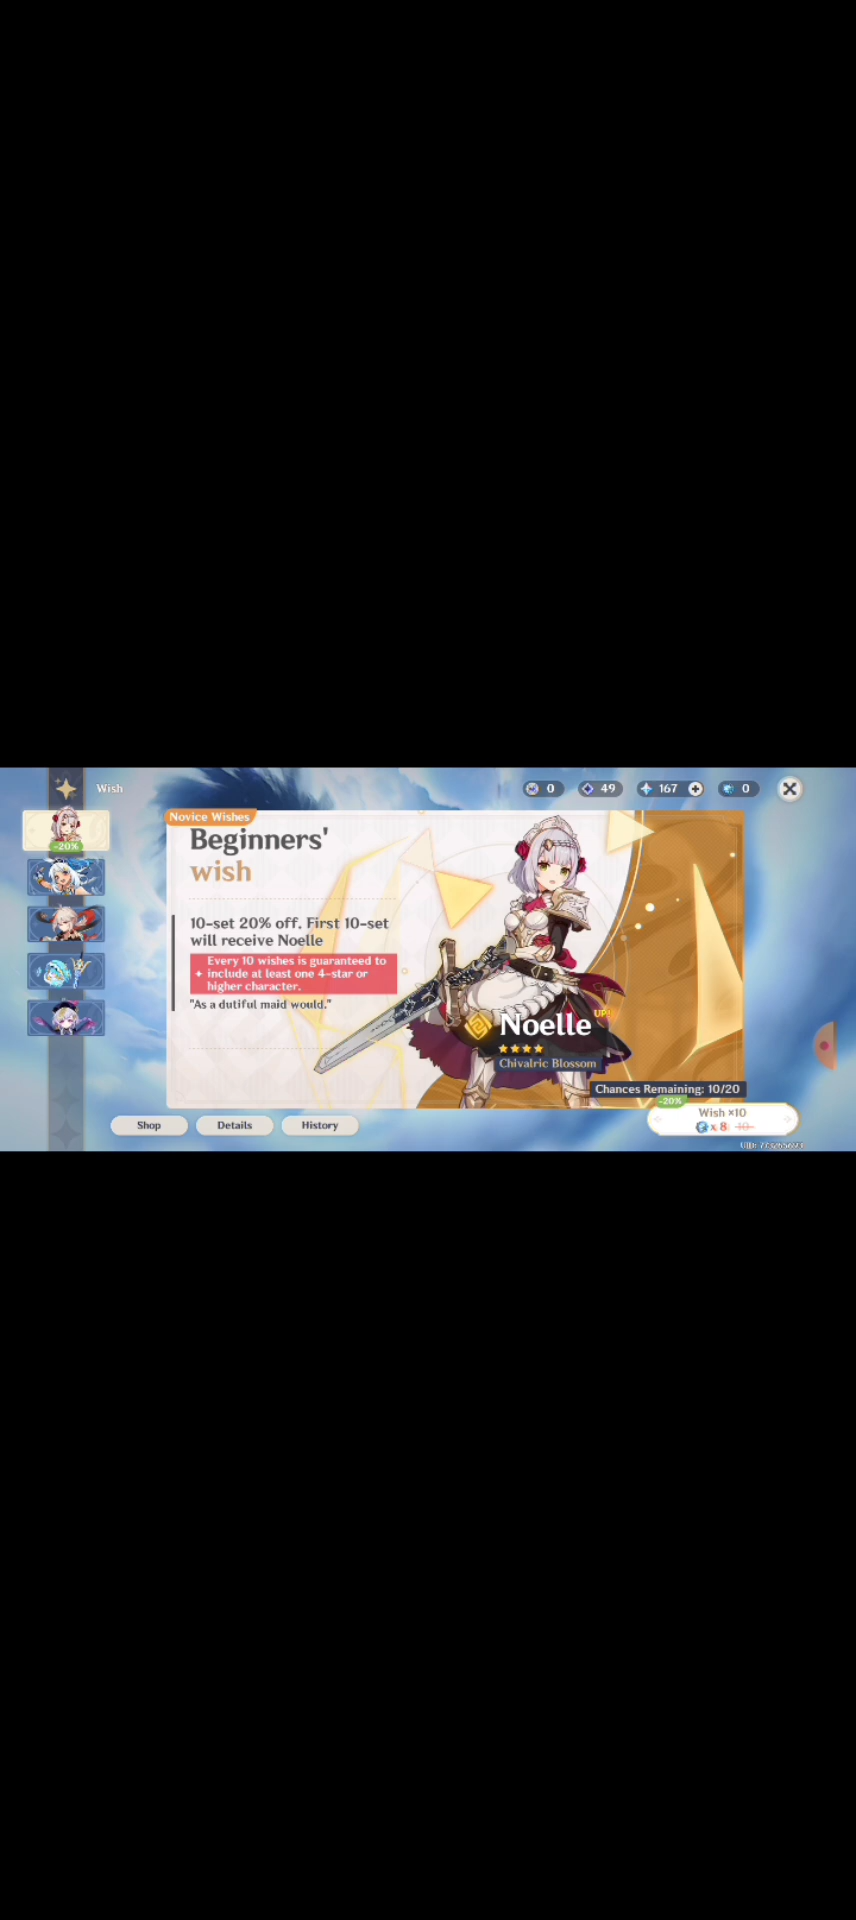 Wish
0
49
167
0
-20%
Novice Wishes
Beginners'
wish
10-set 20% off. First 10-set
will receive Noelle
Every 10 wishes is guaranteed to
include at least one 4-star or
higher character.
"As a dutiful maid would."
Noelle UP!
Chivalric Blossom
Chances Remaining: 10/20
-20%
Wish ×10
x 8 10
Shop
Details
History